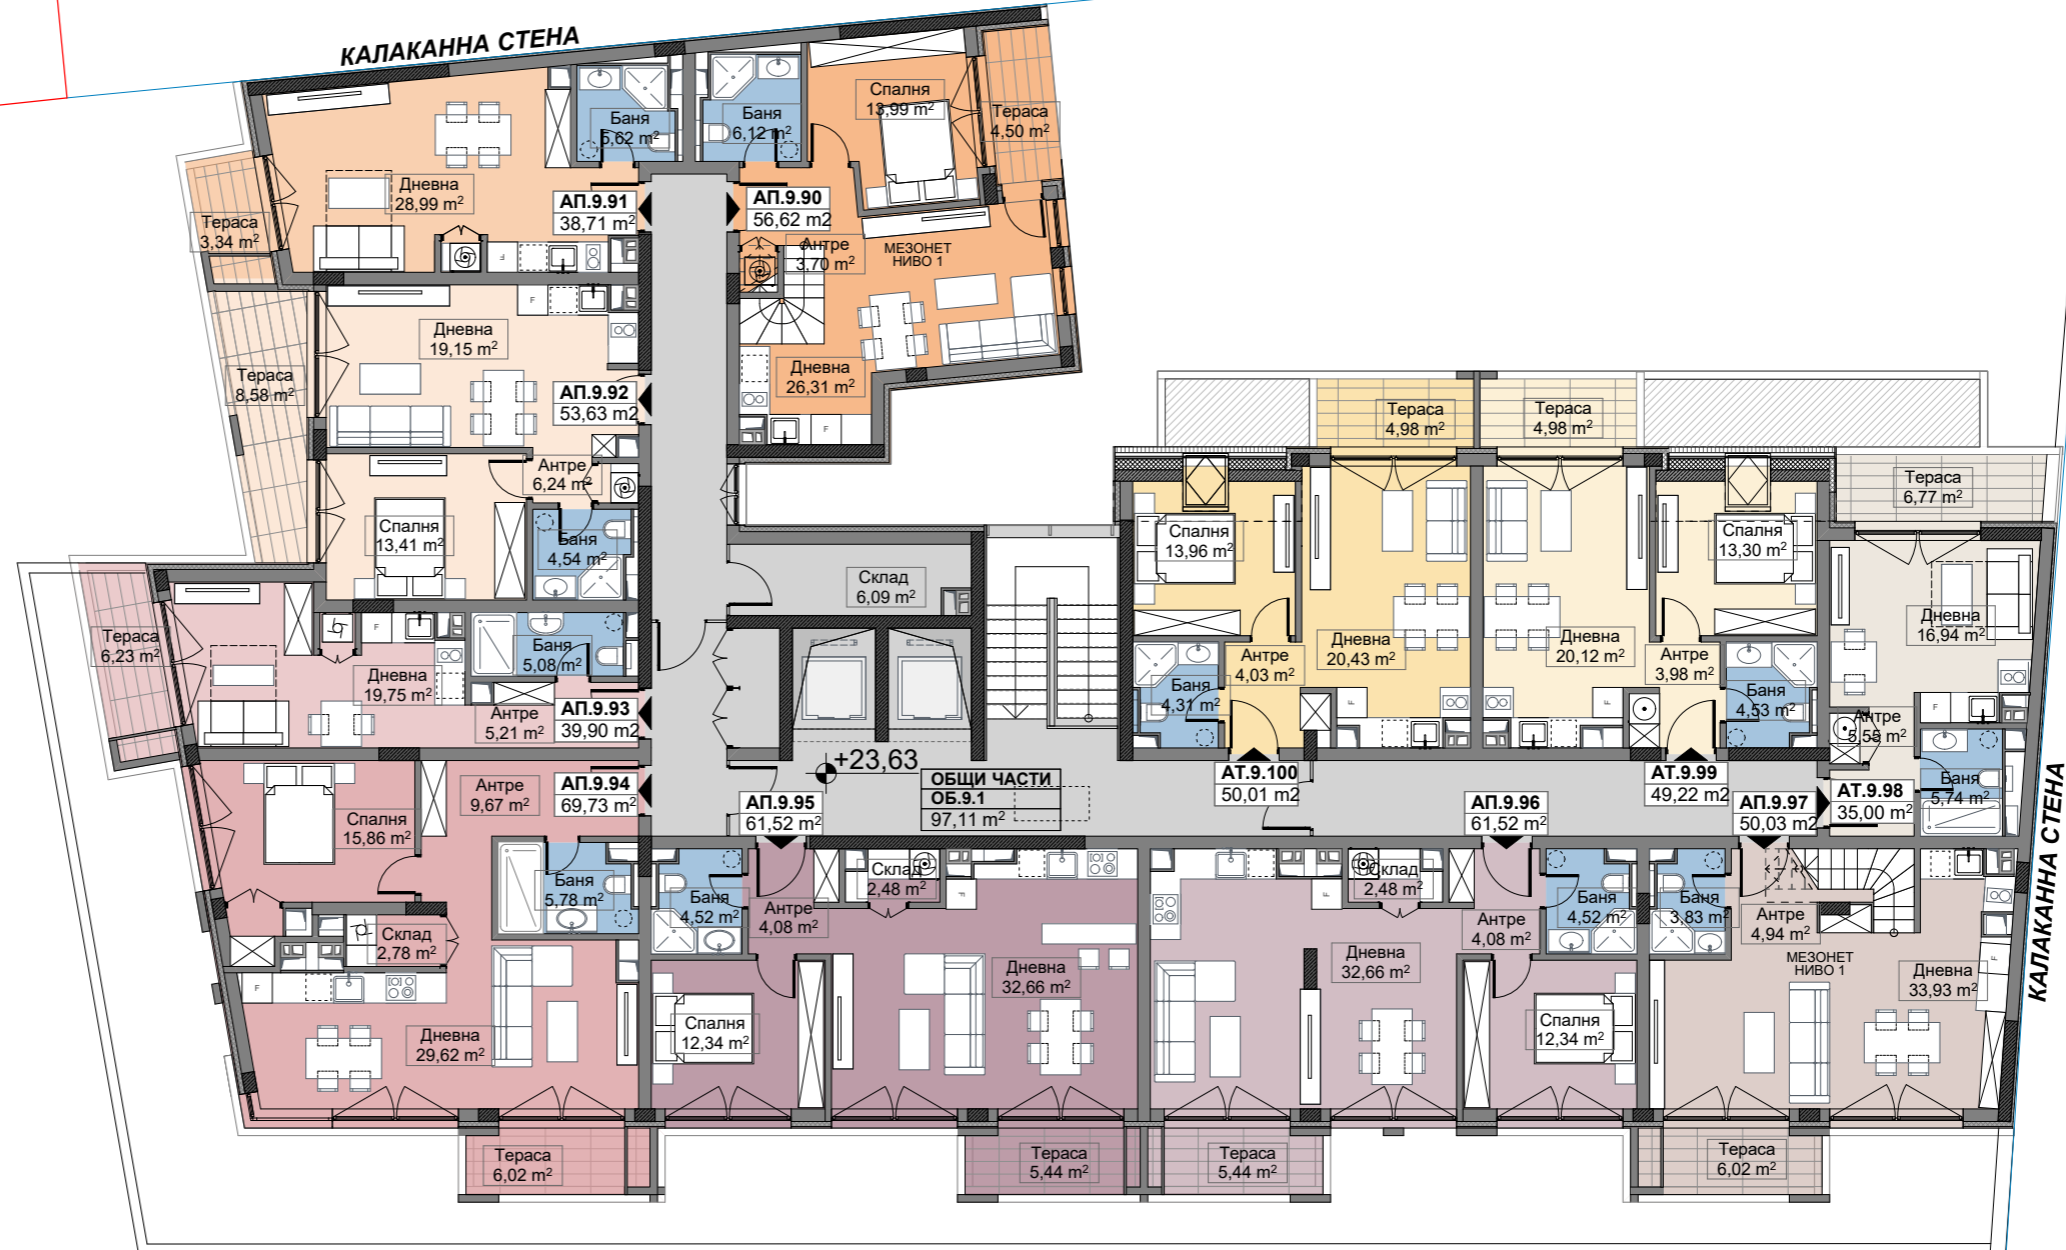 КАЛАКАННА СТЕНА
Баня
5,62 m²
Баня
6,12 m²
Спалня
13,99 m²
Тераса
4,50 m²
Дневна
28,99 m²
АП.9.91
38,71 m²
АП.9.90
56,62 m2
Тераса
3,34 m²
Антре
3,70 m²
МЕЗОНЕТ
НИВО 1
F
F
Дневна
19,15 m²
Тераса
8,58 m²
АП.9.92
53,63 m2
Дневна
26,31 m²
F
Тераса
4,98 m²
Тераса
4,98 m²
Антре
6,24 m²
Тераса
6,77 m²
Спалня
13,41 m²
Баня
4,54 m²
Спалня
13,96 m²
Спалня
13,30 m²
Склад
6,09 m²
Дневна
16,94 m²
Тераса
6,23 m²
F
Баня
5,08 m²
Дневна
20,43 m²
Дневна
20,12 m²
Антре
4,03 m²
Антре
3,98 m²
Дневна
19,75 m²
Баня
4,31 m²
Баня
4,53 m²
F
F
F
Антре
5,21 m²
АП.9.93
39,90 m2
Антре
5,55 m²
+23,63
ОБЩИ ЧАСТИ
ОБ.9.1
97,11 m²
АТ.9.100
50,01 m2
АТ.9.99
49,22 m2
Баня
5,74 m²
АП.9.94
69,73 m²
Антре
9,67 m²
АП.9.95
61,52 m²
АП.9.96
61,52 m²
АП.9.97
50,03 m2
АТ.9.98
35,00 m²
КАЛАКАННА СТЕНА
Спалня
15,86 m²
Баня
5,78 m²
Баня
4,52 m²
Склад
2,48 m²
F
F
Склад
2,48 m²
Баня
4,52 m²
Баня
3,83 m²
Антре
4,08 m²
Антре
4,08 m²
Антре
4,94 m²
Склад
2,78 m²
F
Дневна
32,66 m²
Дневна
32,66 m²
МЕЗОНЕТ
НИВО 1
F
Дневна
33,93 m²
Дневна
29,62 m²
Спалня
12,34 m²
Спалня
12,34 m²
Тераса
6,02 m²
Тераса
5,44 m²
Тераса
5,44 m²
Тераса
6,02 m²